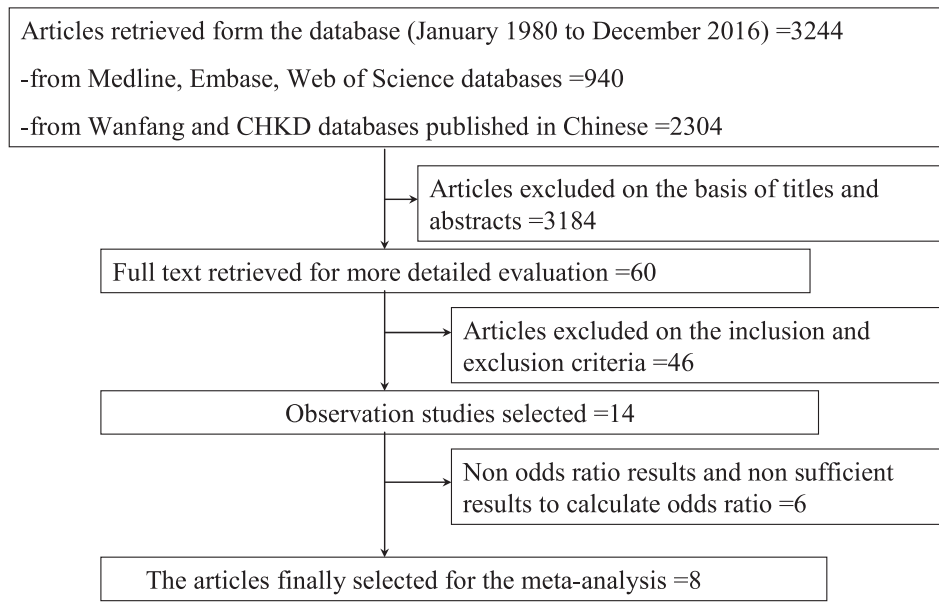 Articles retrieved form the database (January 1980 to December 2016) =3244
-from Medline, Embase, Web of Science databases =940
-from Wanfang and CHKD databases published in Chinese =2304
Articles excluded on the basis of titles and
abstracts =3184
Full text retrieved for more detailed evaluation =60
Articles excluded on the inclusion and
exclusion criteria =46
Observation studies selected =14
Non odds ratio results and non sufficient
results to calculate odds ratio =6
The articles finally selected for the meta-analysis =8